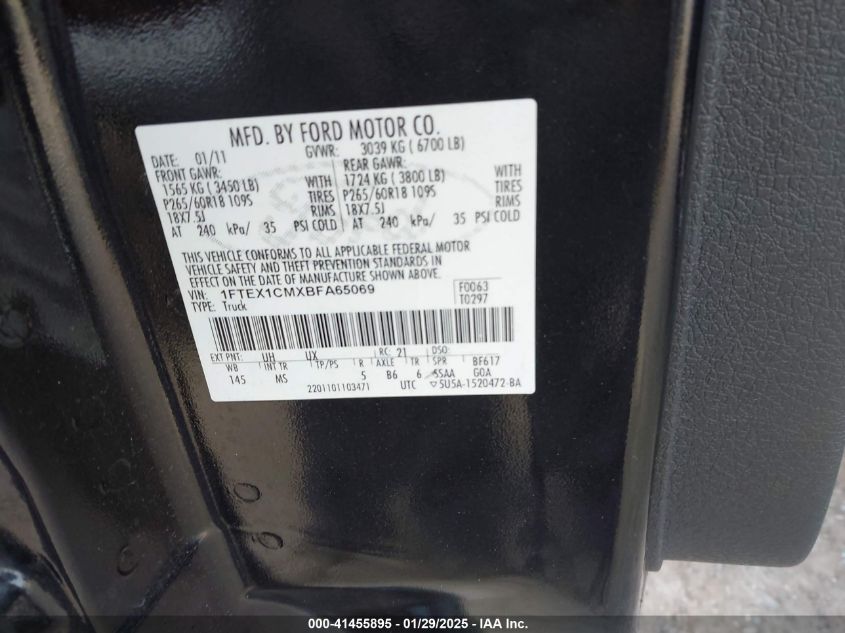 MFD. BY FORD MOTOR CO.
DATE: 01/11 GVWR: 3039 KG ( 6700 LB)
FRONT GAWR: REAR GAWR:
1565 KG ( 3450 LB) WITH 1724 KG ( 3800 LB) WITH
P265/60R18 109S TIRES P265/60R18 109S TIRES
18X7.5J RIMS 18X7.5J RIMS
AT 240 kPa/ 35 PSI COLD AT 240 kPa/ 35 PSI COLD
THIS VEHICLE CONFORMS TO ALL APPLICABLE FEDERAL MOTOR
VEHICLE SAFETY AND THEFT PREVENTION STANDARDS IN
EFFECT ON THE DATE OF MANUFACTURE SHOWN ABOVE.
VIN: 1FTEX1CMXBFA65069 F0063
TYPE: Truck T0297
EXT PNT: UH UX RC: 21 DSO:
WB INT TR TP/PS R AXLE TR SPR BF617
145 MS 5 B6 6 5SAA GOA
2201101103471 UTC ▽5U5A-1520472-BA
000-41455895 - 01/29/2025 - IAAI Inc.